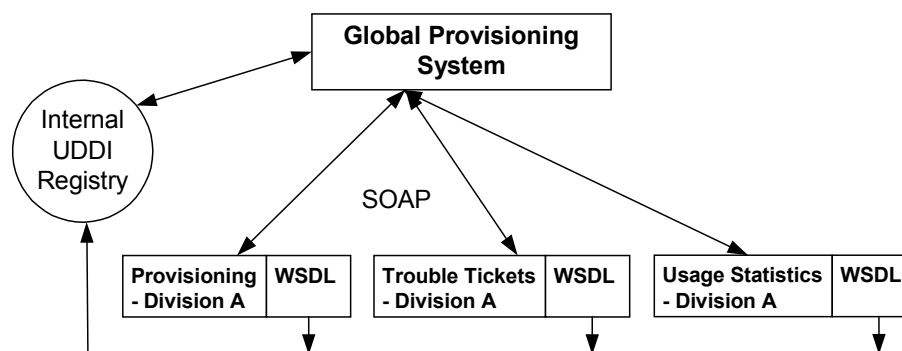 Global Provisioning
System
Internal
UDDI
Registry
SOAP
Provisioning
- Division A
WSDL
Trouble Tickets
- Division A
WSDL
Usage Statistics
- Division A
WSDL